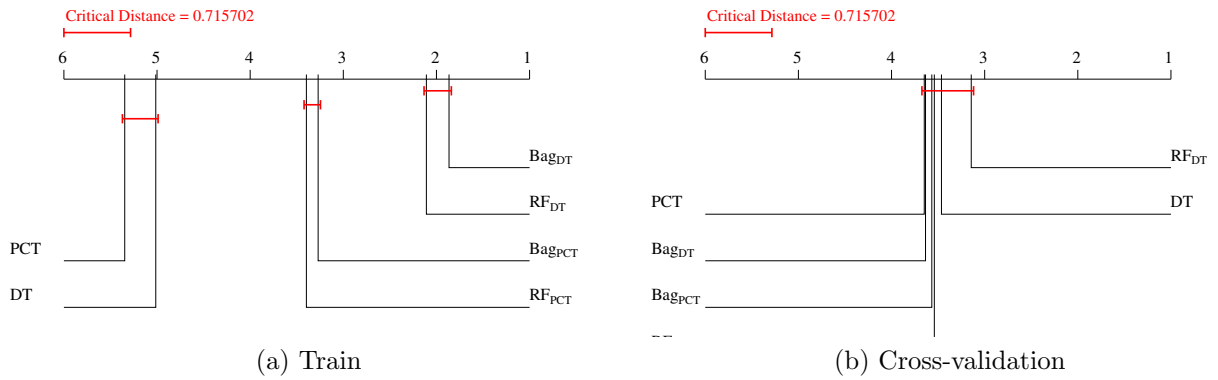 Critical Distance = 0.715702
6 5 4 3 2 1
Bag_DT
RF_DT
PCT Bag_PCT
DT RF_PCT
(a) Train
Critical Distance = 0.715702
6 5 4 3 2 1
RF_DT
PCT DT
Bag_DT
Bag_PCT
(b) Cross-validation